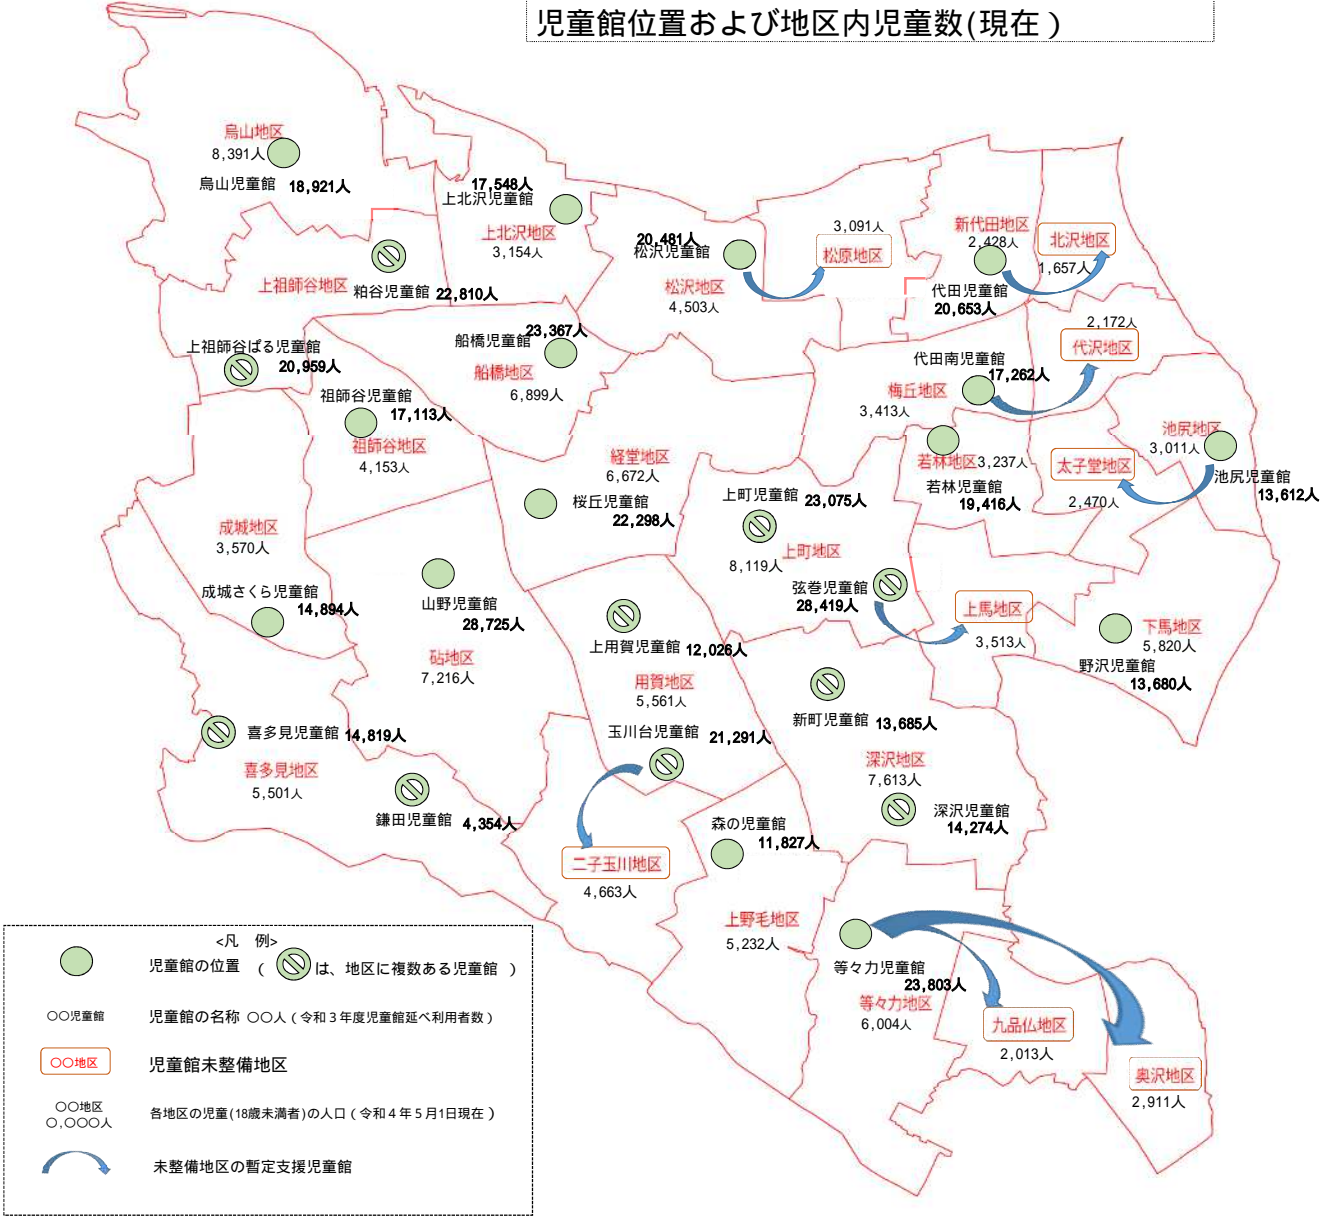 児童館位置および地区内児童数(現在 )
烏山地区
8,391人
烏山児童館 18,921人
17,548人
上北沢児童館
上北沢地区
3,154人
上祖師谷地区
粕谷児童館 22,810人
上祖師谷ぱる児童館
20,959人
20,481人
松沢児童館
松沢地区
4,503人
3,091人
松原地区
新代田地区
2,428人
代田児童館
20,653人
北沢地区
1,657人
23,367人
船橋児童館
船橋地区
6,899人
祖師谷児童館
17,113人
祖師谷地区
4,153人
2,172人
代沢地区
代田南児童館
17,262人
梅丘地区
3,413人
若林地区 3,237人
若林児童館
19,416人
池尻地区
3,011人
池尻児童館
13,612人
太子堂地区
2,470人
経堂地区
6,672人
桜丘児童館
22,298人
上町児童館 23,075人
上町地区
8,119人
弦巻児童館
28,419人
成城地区
3,570人
成城さくら児童館
14,894人
山野児童館
28,725人
砧地区
7,216人
上用賀児童館 12,026人
用賀地区
5,561人
玉川台児童館 21,291人
上馬地区
3,513人
下馬地区
5,820人
野沢児童館
13,680人
新町児童館 13,685人
深沢地区
7,613人
深沢児童館
14,274人
喜多見児童館 14,819人
喜多見地区
5,501人
鎌田児童館 4,354人
二子玉川地区
4,663人
森の児童館
11,827人
上野毛地区
5,232人
等々力児童館
23,803人
等々力地区
6,004人
九品仏地区
2,013人
奥沢地区
2,911人
<凡 例>
児童館の位置 ( は、地区に複数ある児童館 )
○○児童館 児童館の名称 ○○人 ( 令和３年度児童館延べ利用者数 )
○○地区 児童館未整備地区
○○地区
○,○○○人
各地区の児童(18歳未満者)の人口 ( 令和４年５月1日現在 )
未整備地区の暫定支援児童館